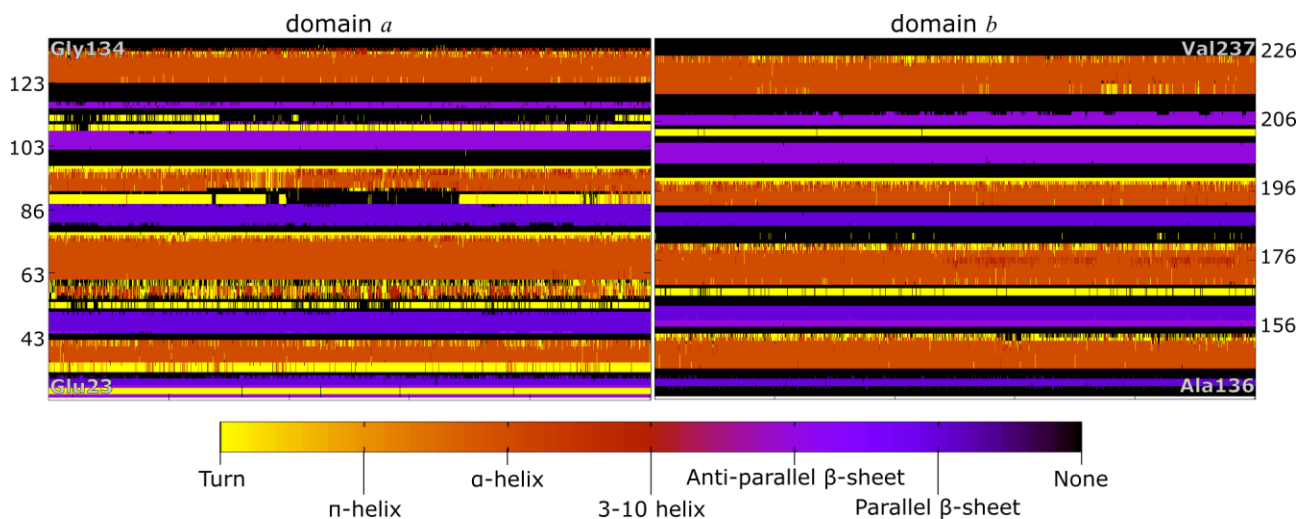 domain a
domain b
Gly134
Val237
123
103
86
63
43
Glu23
226
206
196
176
156
Ala136
Turn
π-helix
α-helix
3-10 helix
Anti-parallel β-sheet
Parallel β-sheet
None